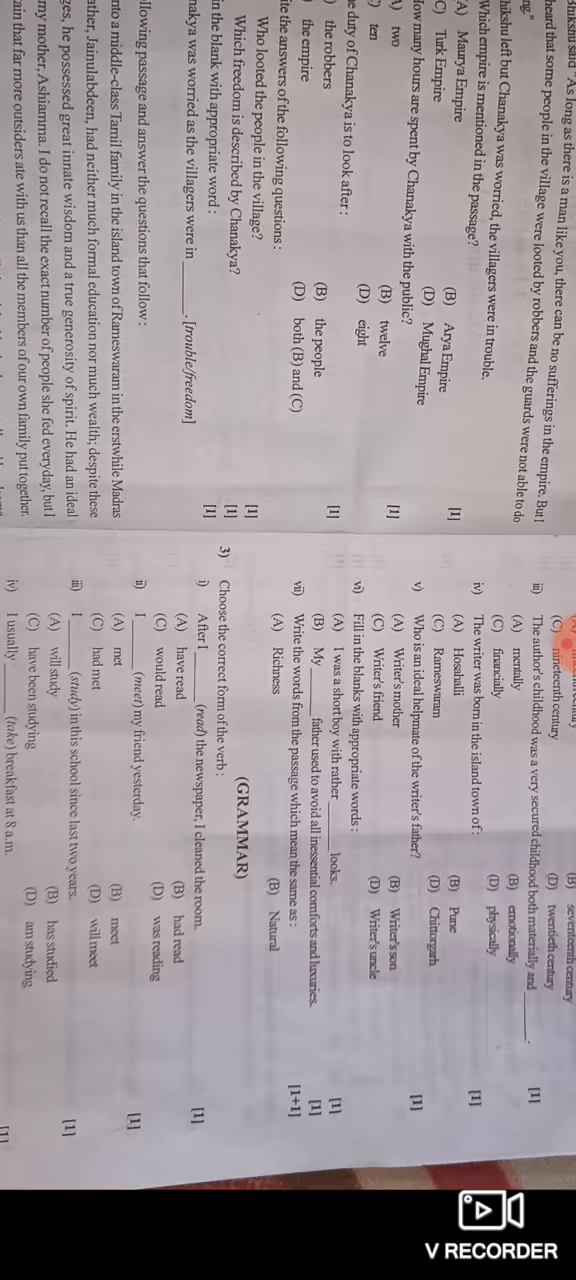 Bhikshu said "As long as there is a man like you, there can be no sufferings in the empire. But I
heard that some people in the village were looted by robbers and the guards were not able to do
ng."
hikshu left but Chanakya was worried, the villagers were in trouble.
Which empire is mentioned in the passage? [1]
(A) Maurya Empire (B) Arya Empire
(C) Turk Empire (D) Mughal Empire
How many hours are spent by Chanakya with the public? [1]
A) two (B) twelve
C) ten (D) eight
e duty of Chanakya is to look after : [1]
) the robbers (B) the people
) the empire (D) both (B) and (C)
ite the answers of the following questions :
Who looted the people in the village? [1]
Which freedom is described by Chanakya? [1]
in the blank with appropriate word : [1]
nakya was worried as the villagers were in ______. [trouble/freedom]
llowing passage and answer the questions that follow :
nto a middle-class Tamil family in the island town of Rameswaram in the erstwhile Madras
ather, Jainulabdeen, had neither much formal education nor much wealth; despite these
ges, he possessed great innate wisdom and a true generosity of spirit. He had an ideal
my mother, Ashiamma. I do not recall the exact number of people she fed everyday, but I
ain that far more outsiders ate with us than all the members of our own family put together.
(B) seventeenth century
(C) nineteenth century (D) twentieth century
iii) The author's childhood was a very secured childhood both materially and ______. [1]
(A) mentally (B) emotionally
(C) financially (D) physically
iv) The writer was born in the island town of : [1]
(A) Hosahalli (B) Pune
(C) Rameswaram (D) Chittorgarh
v) Who is an ideal helpmate of the writer's father? [1]
(A) Writer's mother (B) Writer's son
(C) Writer's friend (D) Writer's uncle
vi) Fill in the blanks with appropriate words :
(A) I was a short boy with rather ______ looks. [1]
(B) My ______ father used to avoid all inessential comforts and luxuries. [1]
vii) Write the words from the passage which mean the same as : [1+1]
(A) Richness (B) Natural
(GRAMMAR)
3) Choose the correct form of the verb :
i) After I ______ (read) the newspaper, I cleaned the room. [1]
(A) have read (B) had read
(C) would read (D) was reading
ii) I ______ (meet) my friend yesterday. [1]
(A) met (B) meet
(C) had met (D) will meet
iii) I ______ (study) in this school since last two years. [1]
(A) will study (B) has studied
(C) have been studying (D) am studying
iv) I usually ______ (take) breakfast at 8 a.m. [1]
V RECORDER